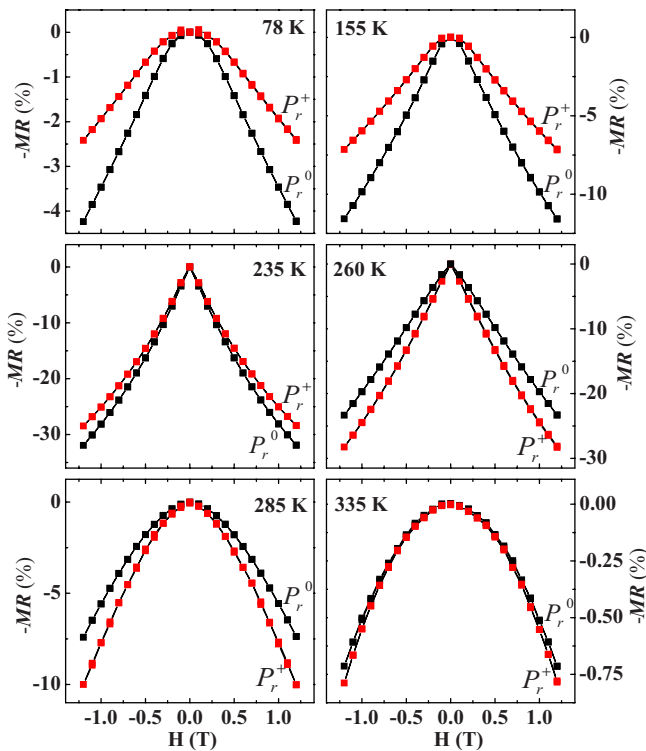 78 K
155 K
0
-1
-2
-3
-4
-MR (%)
P_r^+
P_r^0
0
-5
-10
-MR (%)
P_r^+
P_r^0
235 K
260 K
0
-10
-20
-30
-MR (%)
P_r^+
P_r^0
0
-10
-20
-30
-MR (%)
P_r^0
P_r^+
285 K
335 K
0
-5
-10
-MR (%)
P_r^0
P_r^+
0.00
-0.25
-0.50
-0.75
-MR (%)
P_r^0
P_r^+
-1.0 -0.5 0.0 0.5 1.0
-1.0 -0.5 0.0 0.5 1.0
H (T)
H (T)